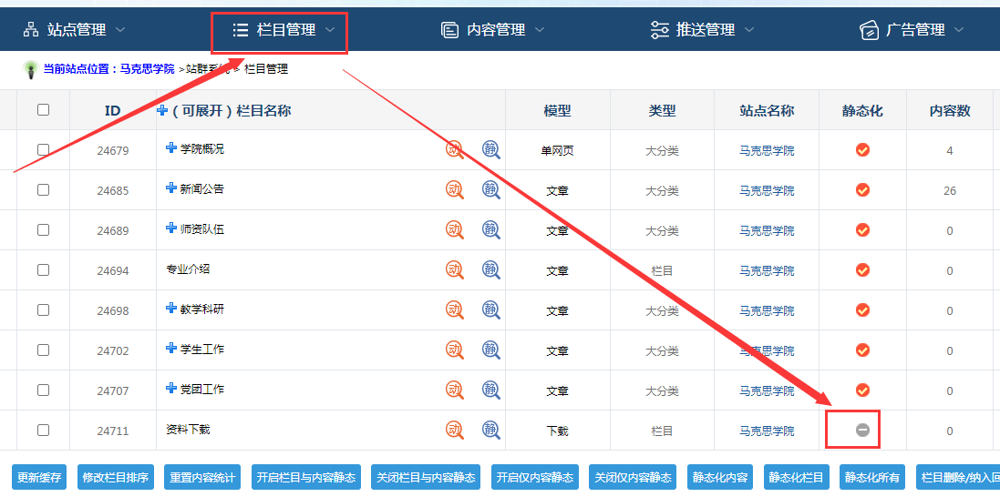 站点管理 栏目管理 内容管理 推送管理 广告管理
当前站点位置：马克思学院 >站群系统 > 栏目管理
ID （可展开）栏目名称 模型 类型 站点名称 静态化 内容数
24679 学院概况 动 静 单网页 大分类 马克思学院 4
24685 新闻公告 动 静 文章 大分类 马克思学院 26
24689 师资队伍 动 静 文章 大分类 马克思学院 0
24694 专业介绍 动 静 文章 栏目 马克思学院 0
24698 教学科研 动 静 文章 大分类 马克思学院 0
24702 学生工作 动 静 文章 大分类 马克思学院 0
24707 党团工作 动 静 文章 大分类 马克思学院 0
24711 资料下载 动 静 下载 栏目 马克思学院 0
更新缓存 修改栏目排序 重置内容统计 开启栏目与内容静态 关闭栏目与内容静态 开启仅内容静态 关闭仅内容静态 静态化内容 静态化栏目 静态化所有 栏目删除/纳入回